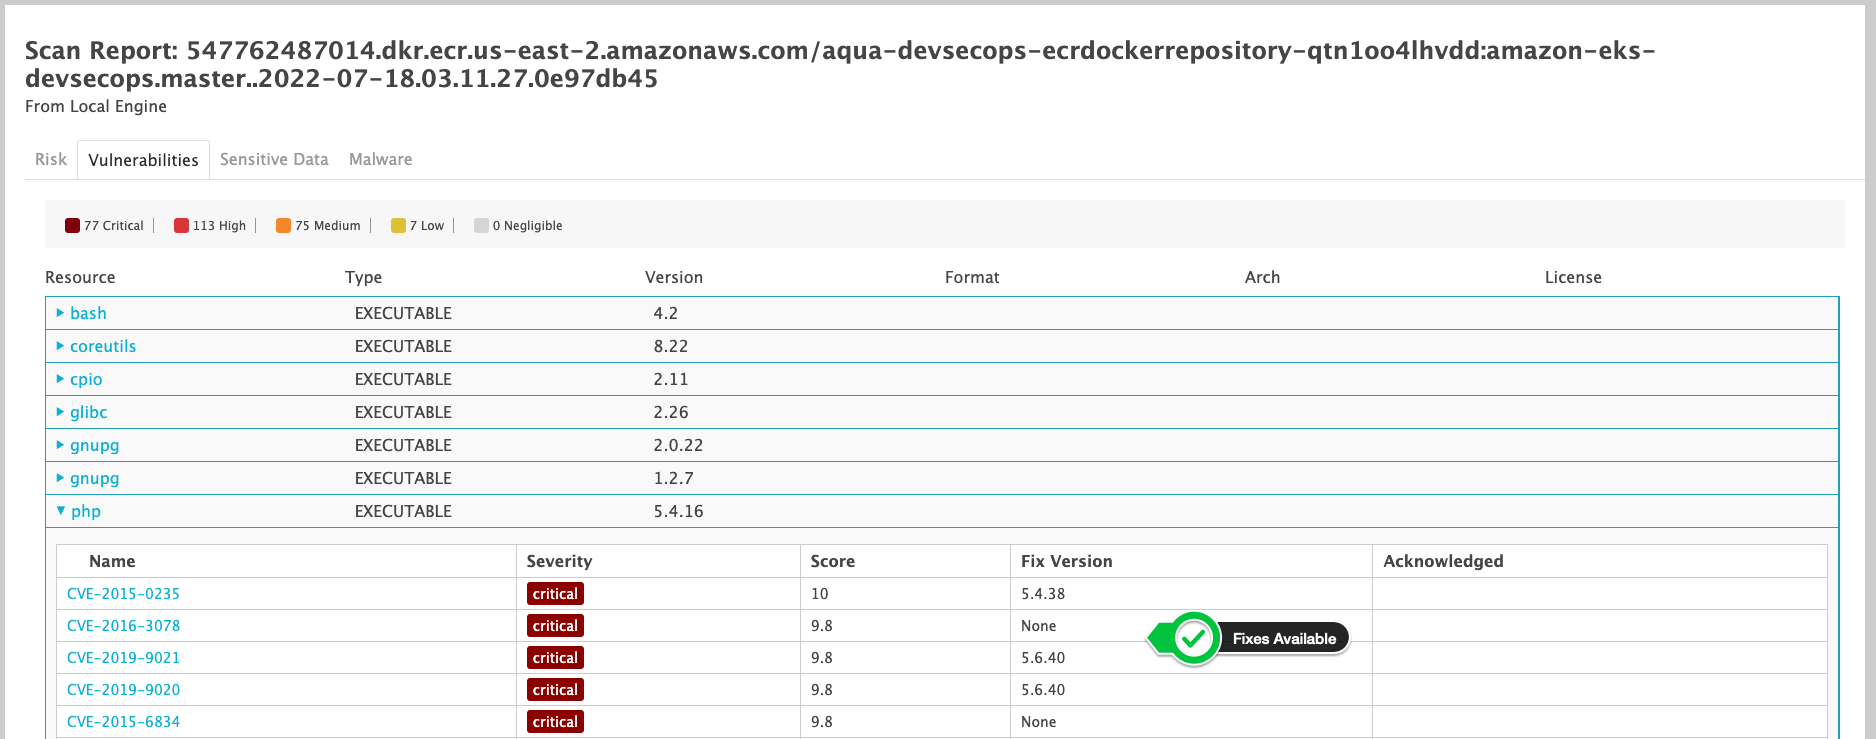 Scan Report: 547762487014.dkr.ecr.us-east-2.amazonaws.com/aqua-devsecops-ecrdockerrepository-qtn1oo4lhvdd:amazon-eks-
devsecops.master..2022-07-18.03.11.27.0e97db45
From Local Engine
Risk Vulnerabilities Sensitive Data Malware
77 Critical 113 High 75 Medium 7 Low 0 Negligible
Resource Type Version Format Arch License
bash EXECUTABLE 4.2
coreutils EXECUTABLE 8.22
cpio EXECUTABLE 2.11
glibc EXECUTABLE 2.26
gnupg EXECUTABLE 2.0.22
gnupg EXECUTABLE 1.2.7
php EXECUTABLE 5.4.16
Name Severity Score Fix Version Acknowledged
CVE-2015-0235 critical 10 5.4.38
CVE-2016-3078 critical 9.8 None
Fixes Available
CVE-2019-9021 critical 9.8 5.6.40
CVE-2019-9020 critical 9.8 5.6.40
CVE-2015-6834 critical 9.8 None